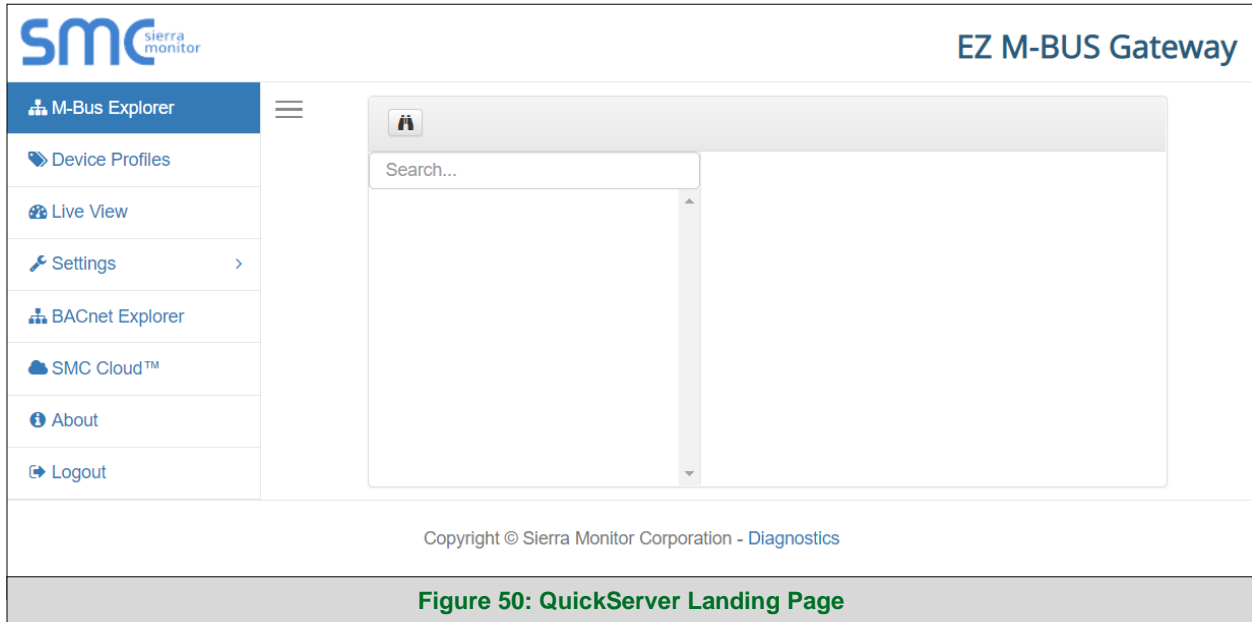 SMC sierra monitor
EZ M-BUS Gateway
M-Bus Explorer
Device Profiles
Live View
Settings
BACnet Explorer
SMC Cloud™
About
Logout
Search...
Copyright © Sierra Monitor Corporation - Diagnostics
Figure 50: QuickServer Landing Page